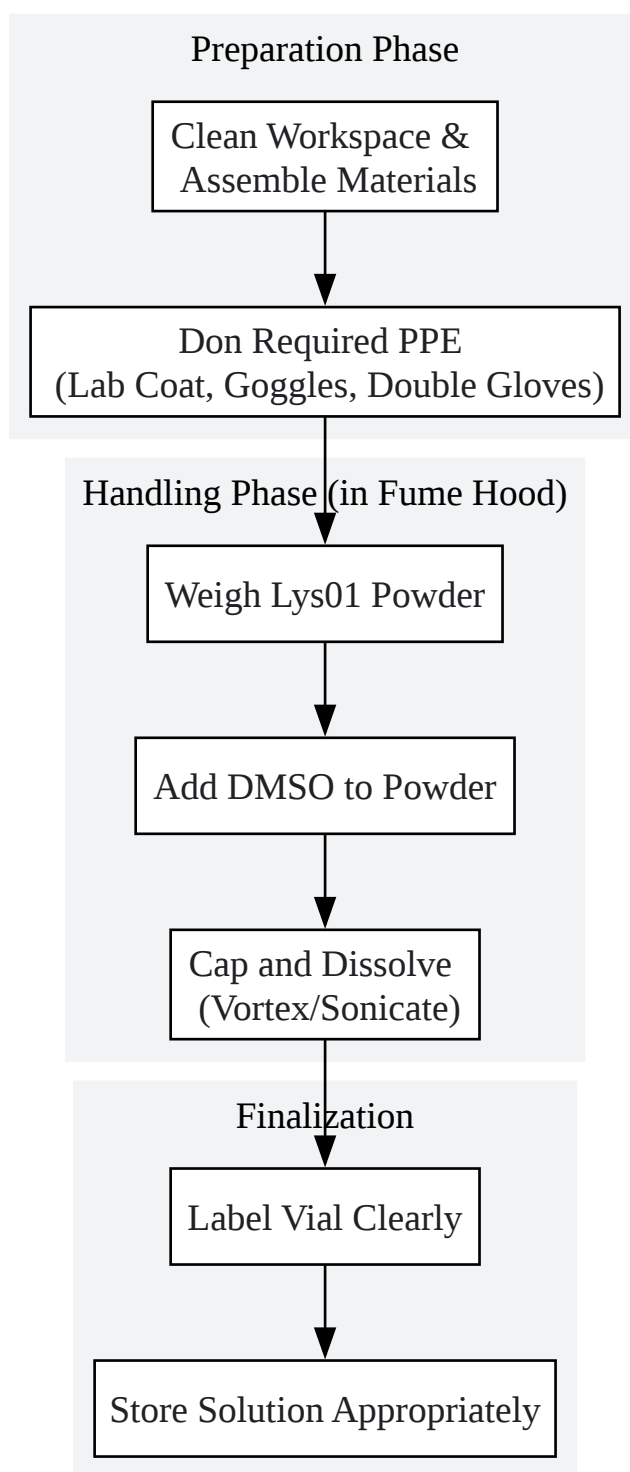 Preparation Phase
Clean Workspace &
Assemble Materials
Don Required PPE
(Lab Coat, Goggles, Double Gloves)
Handling Phase (in Fume Hood)
Weigh Lys01 Powder
Add DMSO to Powder
Cap and Dissolve
(Vortex/Sonicate)
Finalization
Label Vial Clearly
Store Solution Appropriately